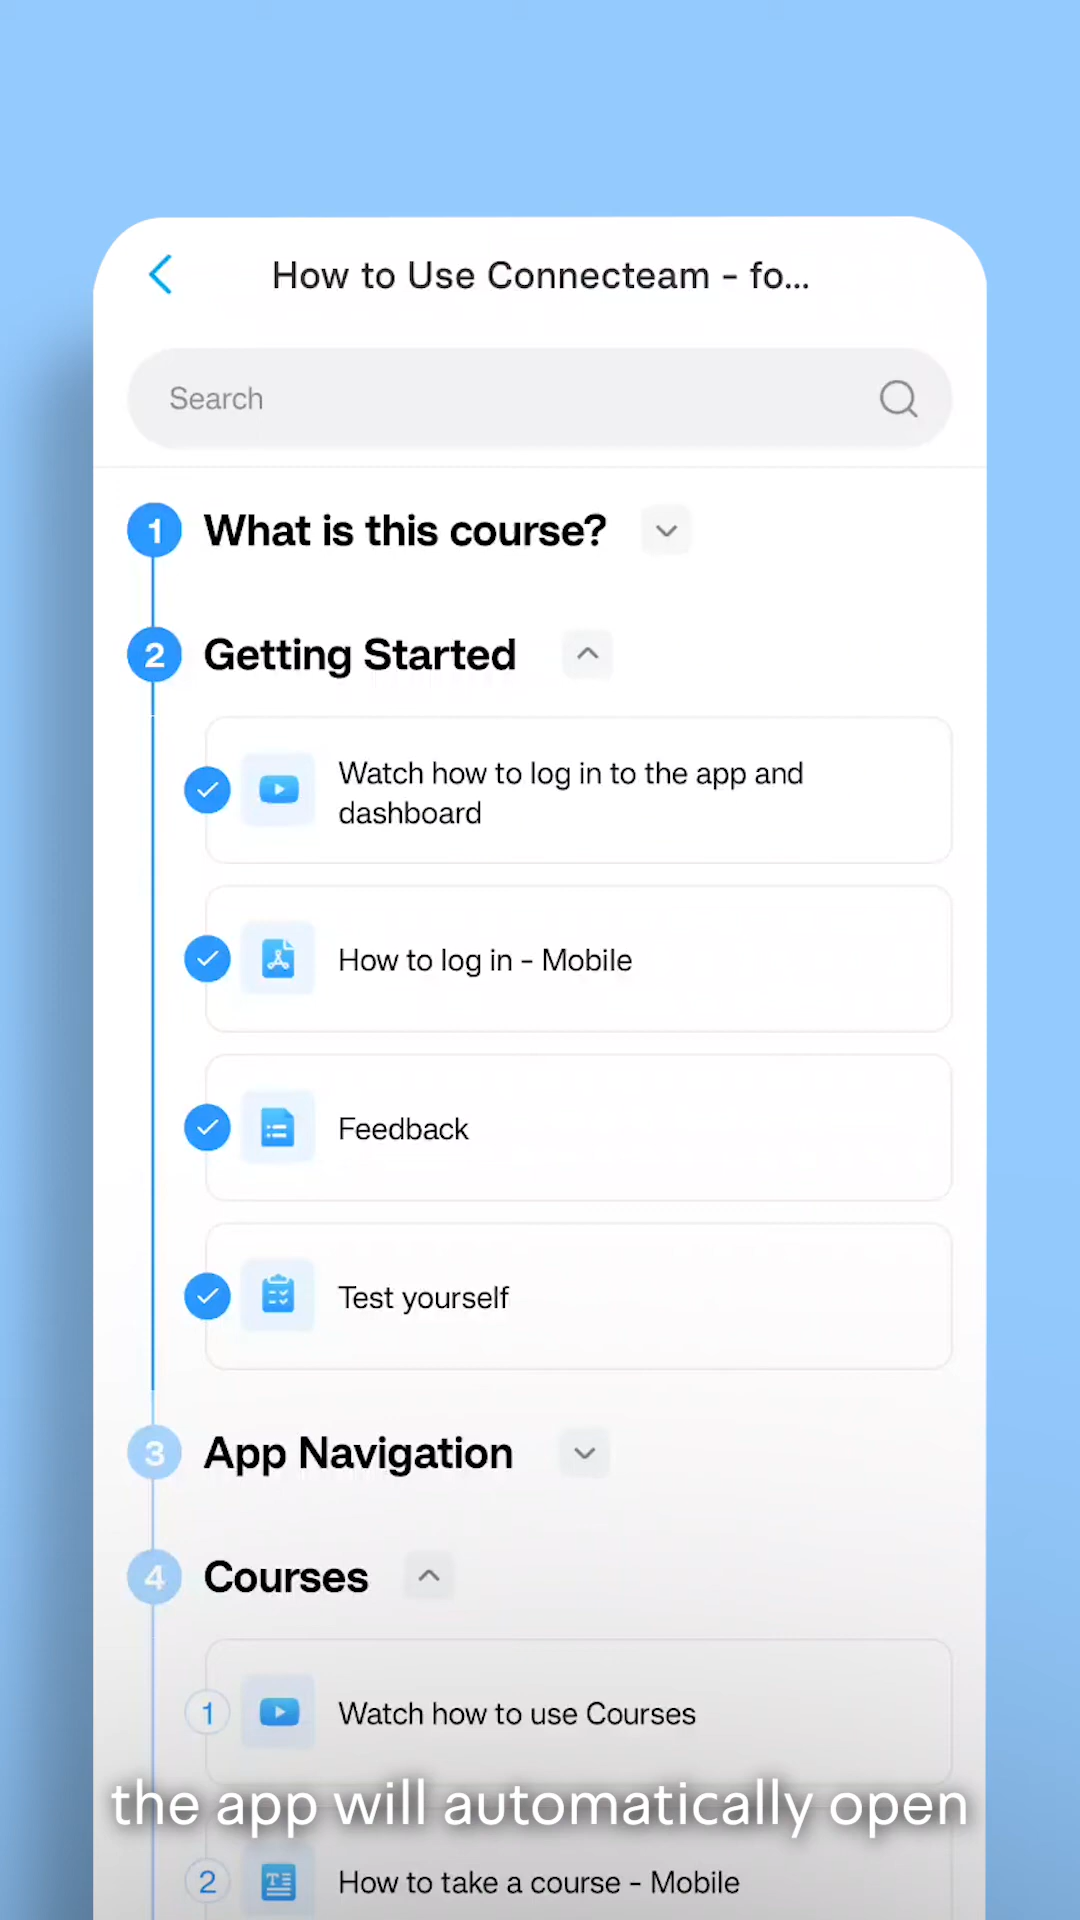 How to Use Connecteam - fo...
Search
1 What is this course?
2 Getting Started
Watch how to log in to the app and
dashboard
How to log in - Mobile
Feedback
Test yourself
3 App Navigation
4 Courses
1 Watch how to use Courses
the app will automatically open
2 How to take a course - Mobile